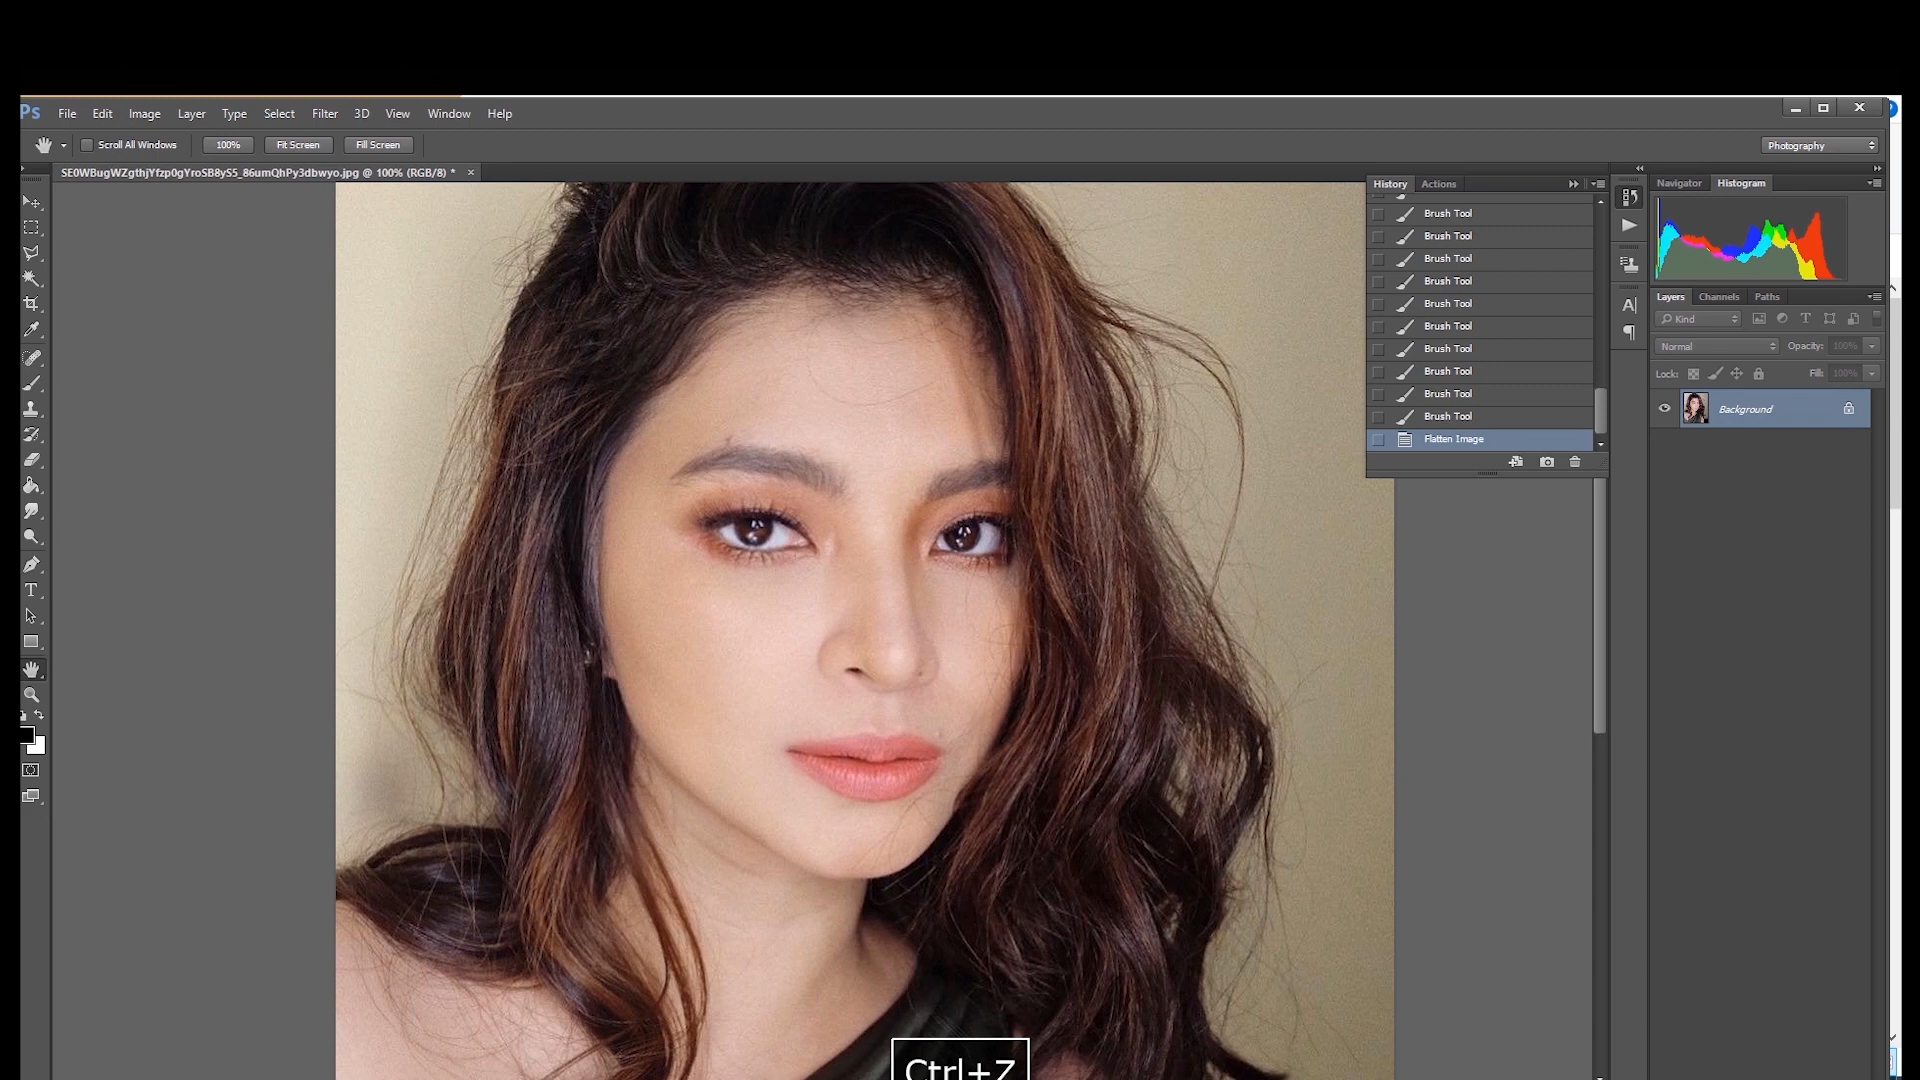 Ps File Edit Image Layer Type Select Filter 3D View Window Help
Scroll All Windows 100% Fit Screen Fill Screen Photography
SE0WBugWZgthjYfzp0gYroSB8yS5_86umQhPy3dbwyo.jpg @ 100% (RGB/8) * ×
History Actions
Brush Tool
Brush Tool
Brush Tool
Brush Tool
Brush Tool
Brush Tool
Brush Tool
Brush Tool
Brush Tool
Brush Tool
Flatten Image
Navigator Histogram
Layers Channels Paths
Kind
Normal Opacity: 100%
Lock: Fill: 100%
Background
Ctrl+Z